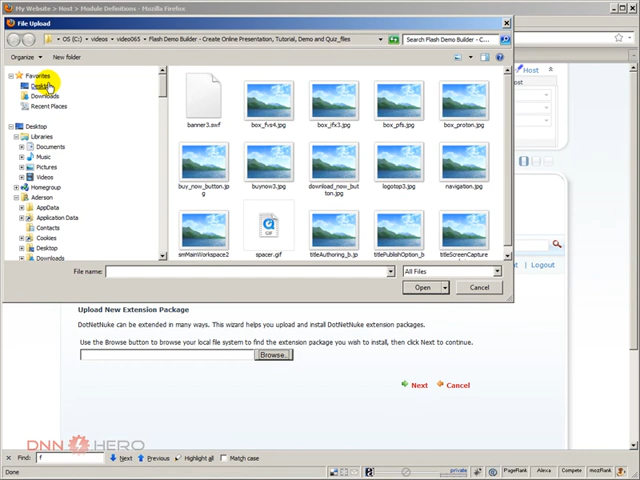 My Website > Host > Module Definitions - Mozilla Firefox
File Upload
OS (C:) ▸ videos ▸ video065 ▸ Flash Demo Builder - Create Online Presentation, Tutorial, Demo and Quiz_files
Search Flash Demo Builder - C...
Organize
New folder
Favorites
Desktop
Downloads
Recent Places
Desktop
Libraries
Documents
Music
Pictures
Videos
Homegroup
Aderson
AppData
Application Data
Contacts
Cookies
Desktop
Downloads
banner3.swf
box_fvs4.jpg
box_ifx3.jpg
box_pfs.jpg
box_proton.jpg
buy_now_button.jp
g
buynow3.jpg
download_now_but
ton.jpg
logotop3.jpg
navigation.jpg
smMainWorkspace2
GIF
spacer.gif
titleAuthoring_b.jp
titlePublishOption_b
titleScreenCapture
File name:
All Files
Open
Cancel
Host
Host
Logout
Upload New Extension Package
DotNetNuke can be extended in many ways. This wizard helps you upload and install DotNetNuke extension packages.
Use the Browse button to browse your local file system to find the extension package you wish to install, then click Next to continue.
Browse..
Next
Cancel
DNN HERO
Find:
f
Next
Previous
Highlight all
Match case
Done
private
PageRank
Alexa
Compete
mozRank